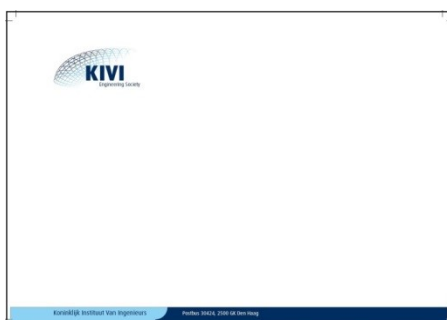 KIVI
Engineering Society
Koninklijk Instituut Van Ingenieurs
Postbus 30424, 2500 GK Den Haag